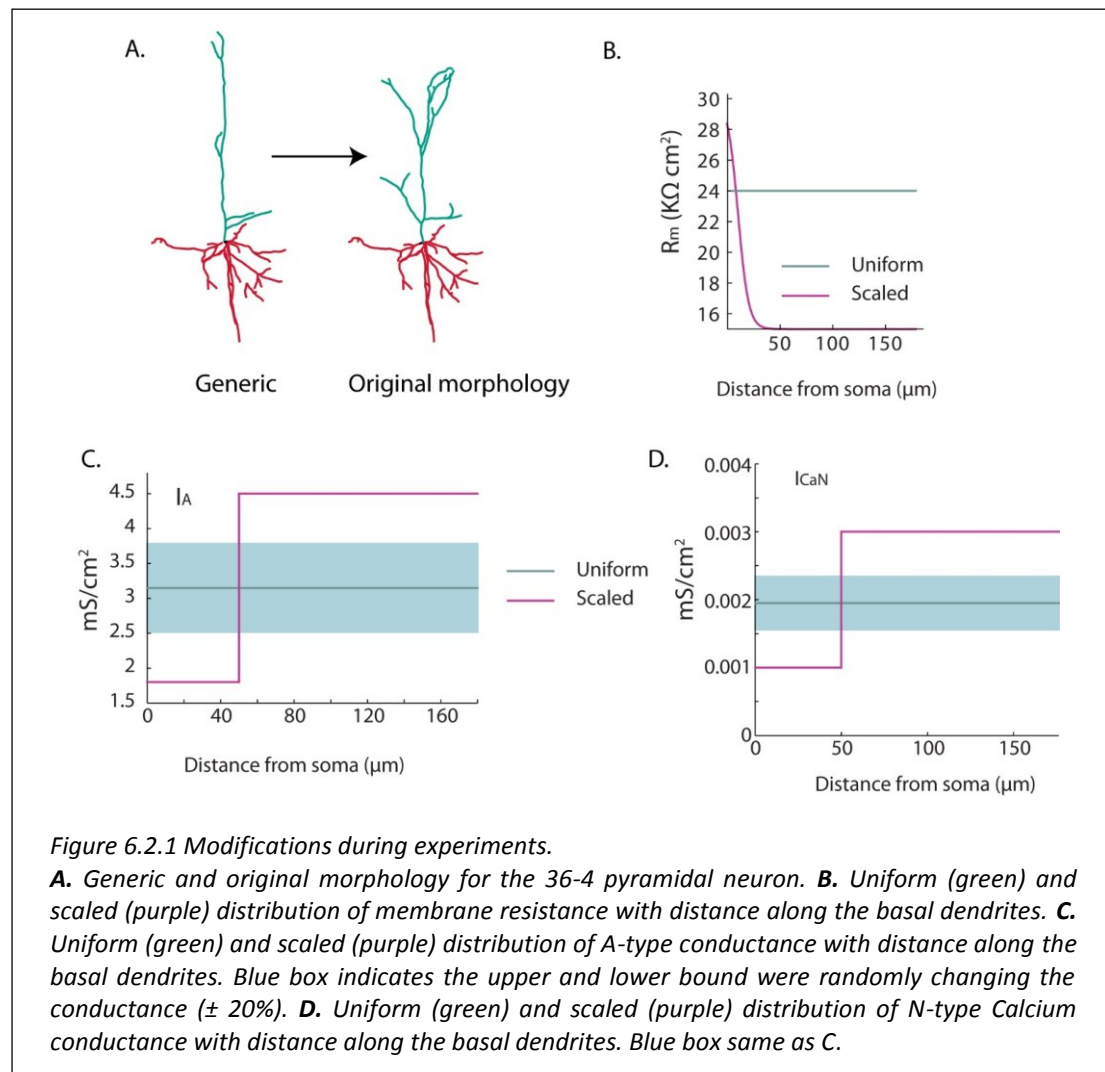 A.
Generic
Original morphology
B.
30
28
26
24
22
20
18
16
Rm (KΩ cm2)
Uniform
Scaled
50
100
150
Distance from soma (μm)
C.
IA
4.5
4
3.5
3
2.5
2
1.5
mS/cm2
0
40
80
120
160
Distance from soma (μm)
Uniform
Scaled
D.
ICaN
0.004
0.003
0.002
0.001
0
mS/cm2
0
50
100
150
Distance from soma (μm)
Figure 6.2.1 Modifications during experiments.
A. Generic and original morphology for the 36-4 pyramidal neuron. B. Uniform (green) and
scaled (purple) distribution of membrane resistance with distance along the basal dendrites. C.
Uniform (green) and scaled (purple) distribution of A-type conductance with distance along the
basal dendrites. Blue box indicates the upper and lower bound were randomly changing the
conductance (± 20%). D. Uniform (green) and scaled (purple) distribution of N-type Calcium
conductance with distance along the basal dendrites. Blue box same as C.